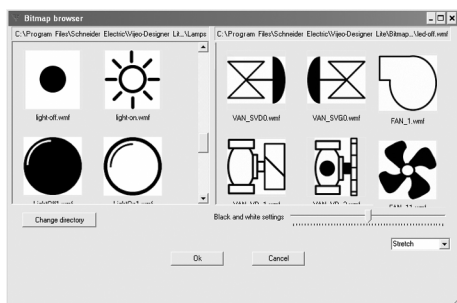 Bitmap browser
C:\Program Files\Schneider Electric\Vijeo-Designer Lit...\Lamps
C:\Program Files\Schneider Electric\Vijeo-Designer Lite\Bitmap...\led-off.wmf
light-off.wmf
light-on.wmf
VAN_SVD0.wmf
VAN_SVG0.wmf
FAN_1.wmf
Change directory
Black and white settings
Stretch
Ok
Cancel